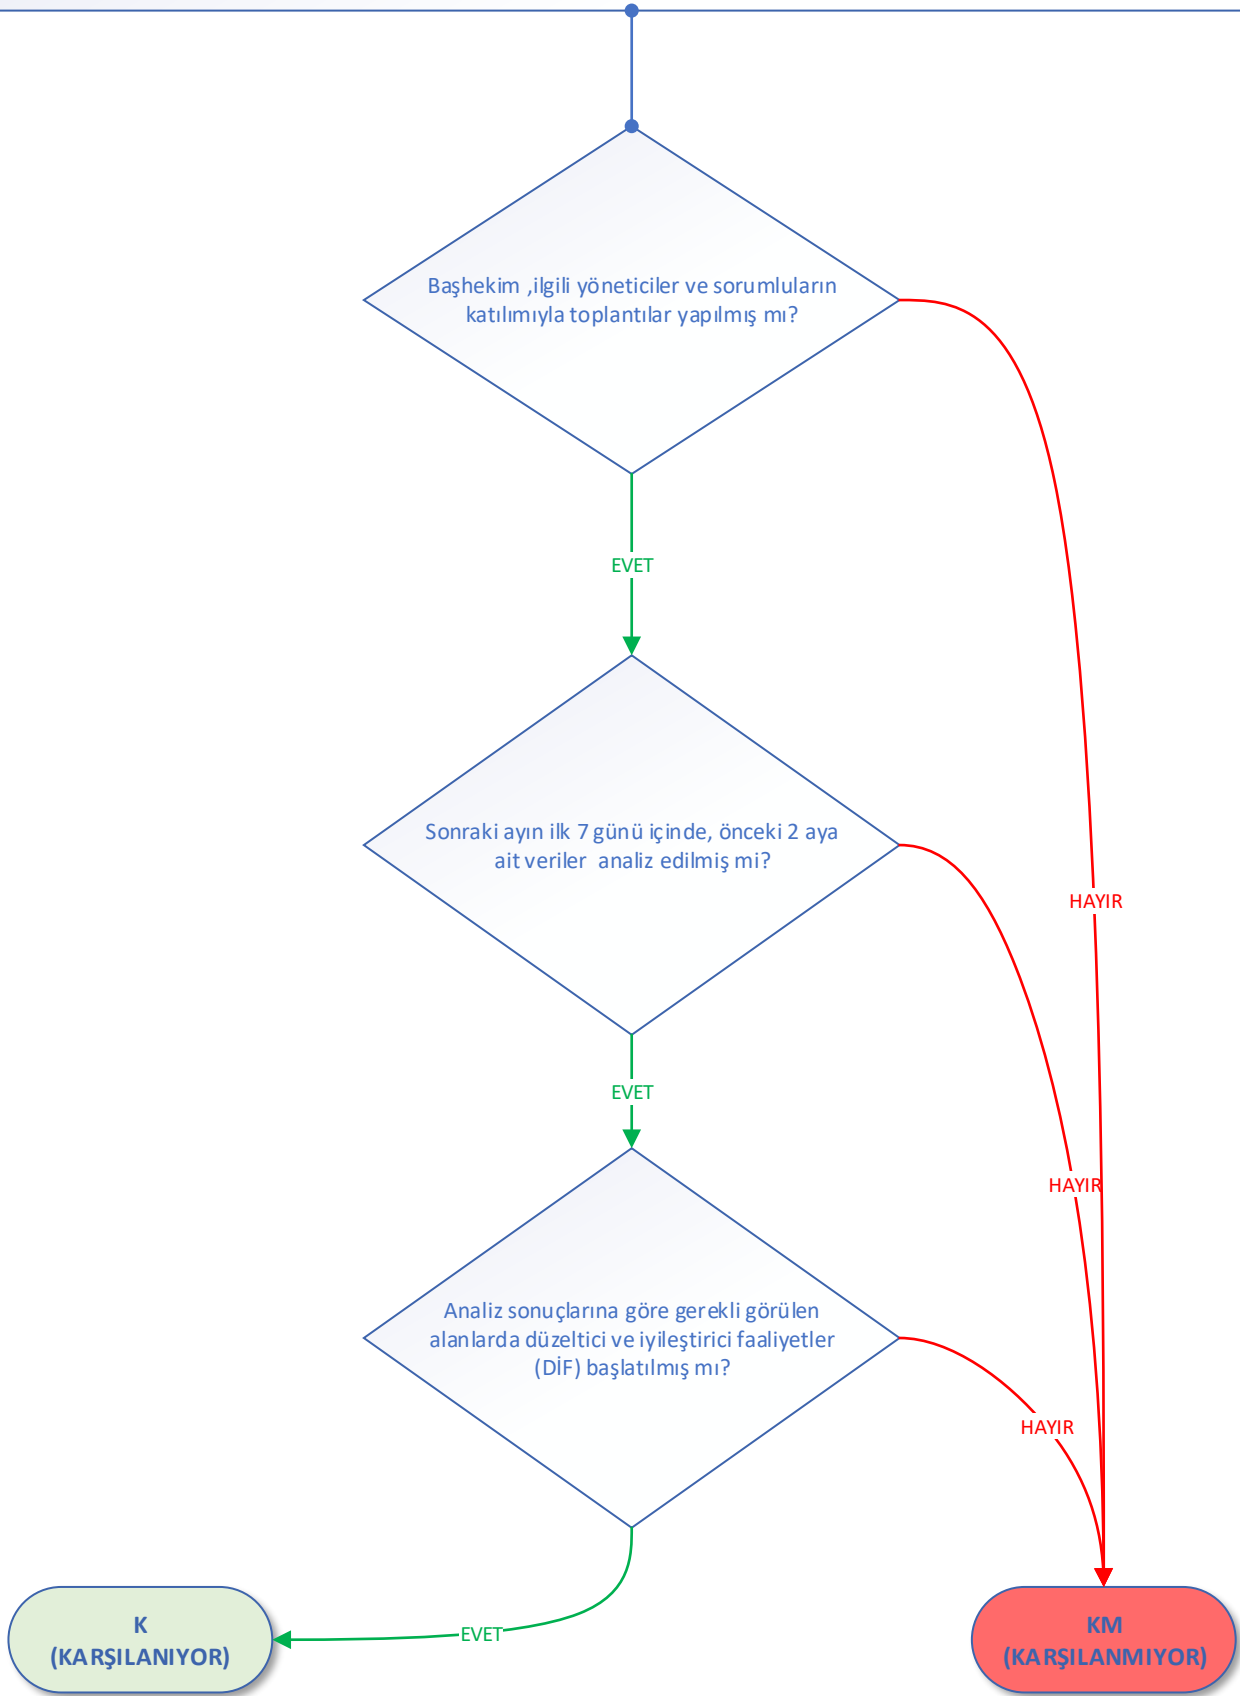 Başhekim ,ilgili yöneticiler ve sorumluların
katılımıyla toplantılar yapılmış mı?
EVET
Sonraki ayın ilk 7 günü içinde, önceki 2 aya
ait veriler  analiz edilmiş mi?
HAYIR
EVET
HAYIR
Analiz sonuçlarına göre gerekli görülen
alanlarda düzeltici ve iyileştirici faaliyetler
(DİF) başlatılmış mı?
HAYIR
EVET
K
(KARŞILANIYOR)
KM
(KARŞILANMIYOR)